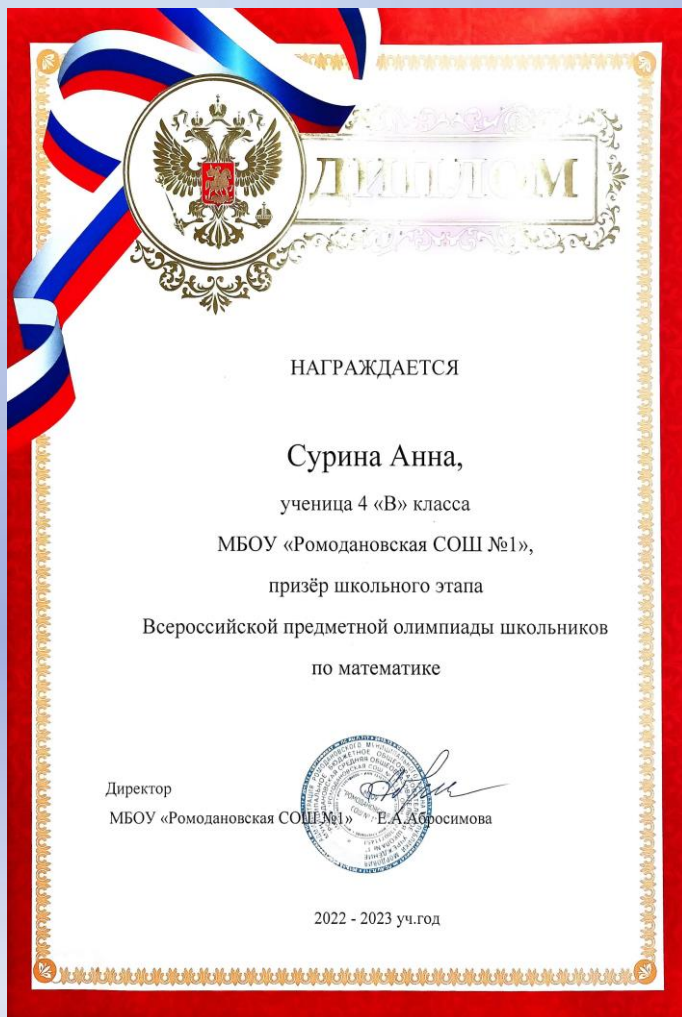 ДИПЛОМ
НАГРАЖДАЕТСЯ
Сурина Анна,
ученица 4 «В» класса
МБОУ «Ромодановская СОШ №1»,
призёр школьного этапа
Всероссийской предметной олимпиады школьников
по математике
Директор
МБОУ «Ромодановская СОШ №1» Е.А.Абросимова
2022 - 2023 уч.год